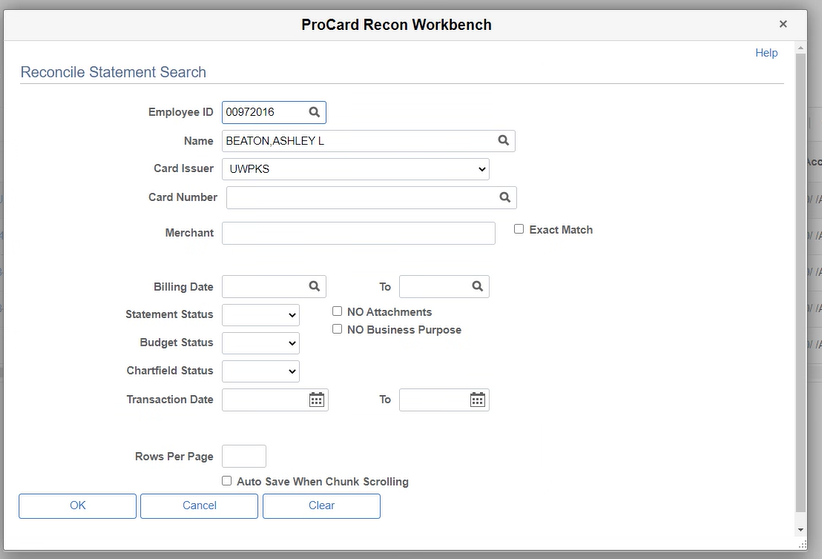 ProCard Recon Workbench
×
Help
Reconcile Statement Search
Employee ID 00972016
Name BEATON,ASHLEY L
Card Issuer UWPKS
Card Number
Merchant Exact Match
Billing Date To
Statement Status NO Attachments
NO Business Purpose
Budget Status
Chartfield Status
Transaction Date To
Rows Per Page
Auto Save When Chunk Scrolling
OK Cancel Clear